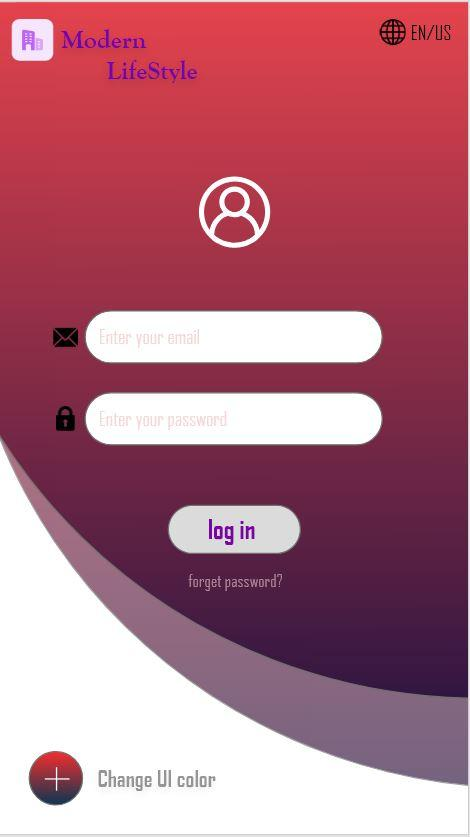 Modern
LifeStyle
EN/US
Enter your email
Enter your password
log in
forget password?
Change UI color